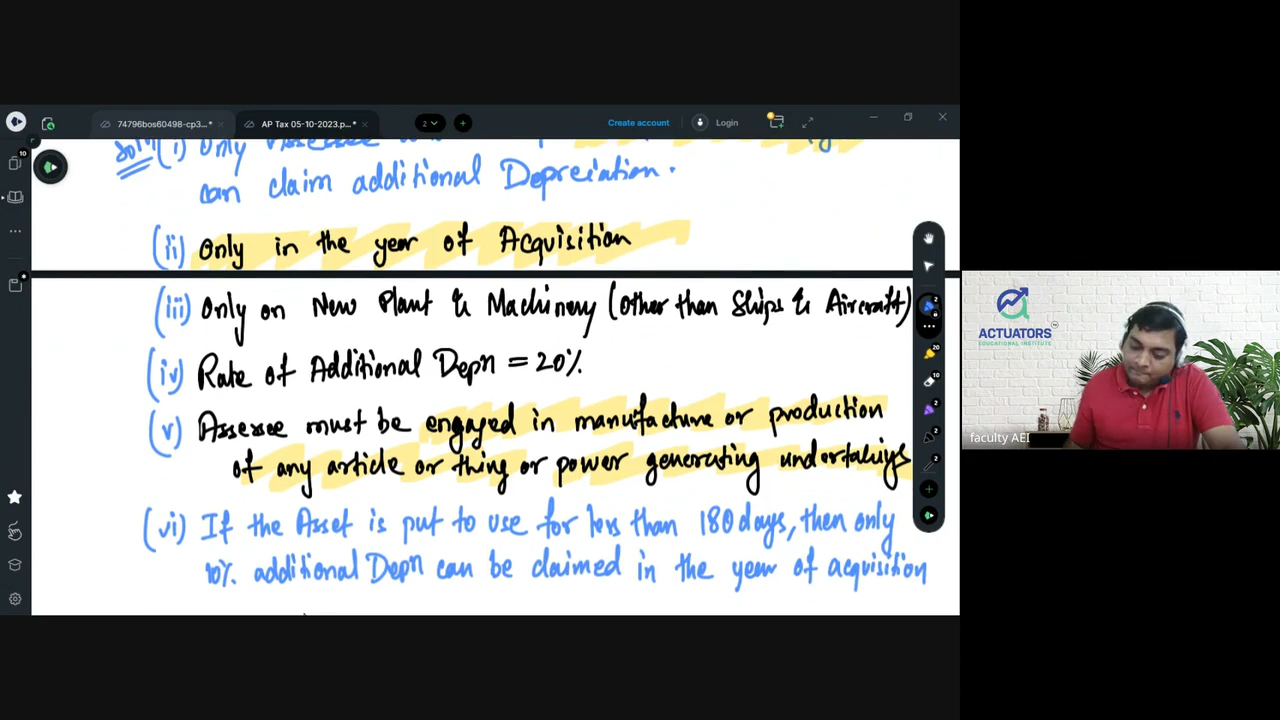 74796bos60498-cp3...*
AP Tax 05-10-2023.p...*
2
Create account
Login
Soln (i) Only Assessee
can claim additional Depreciation.
(ii) Only in the year of Acquisition
(iii) Only on New Plant & Machinery (other than Ships & Aircraft)
(iv) Rate of Additional Depn = 20%.
(v) Assessee must be engaged in manufacture or production
of any article or thing or power generating undertakings
(vi) If the Asset is put to use for less than 180 days, then only
10% additional Depn can be claimed in the year of acquisition
ACTUATORS
EDUCATIONAL INSTITUTE
faculty AEI